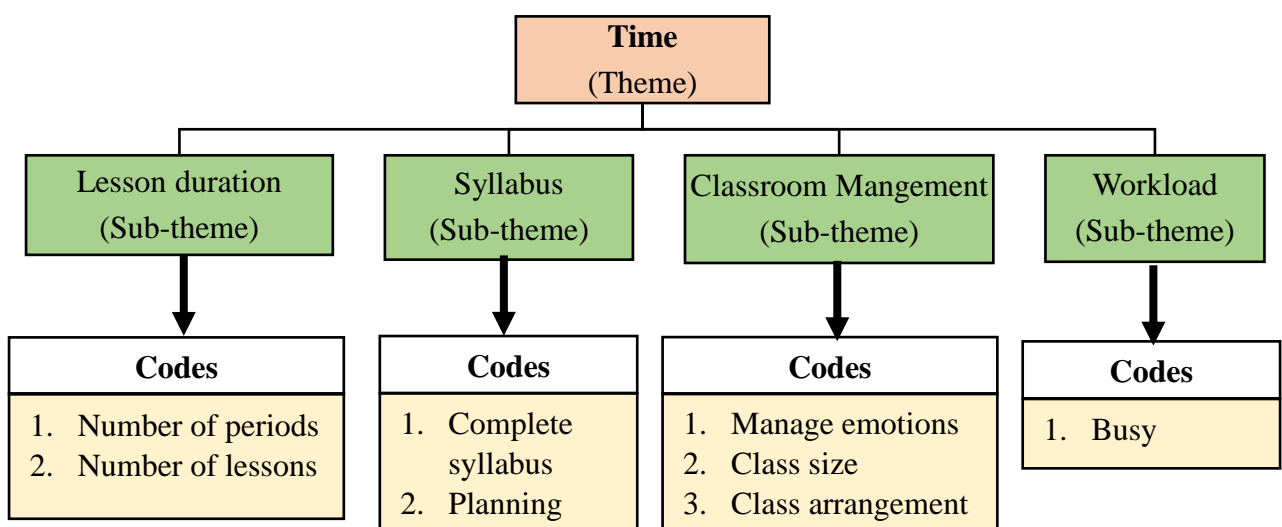 Time
(Theme)
Lesson duration
(Sub-theme)
Syllabus
(Sub-theme)
Classroom Mangement
(Sub-theme)
Workload
(Sub-theme)
Codes
1. Number of periods
2. Number of lessons
Codes
1. Complete
syllabus
2. Planning
Codes
1. Manage emotions
2. Class size
3. Class arrangement
Codes
1. Busy